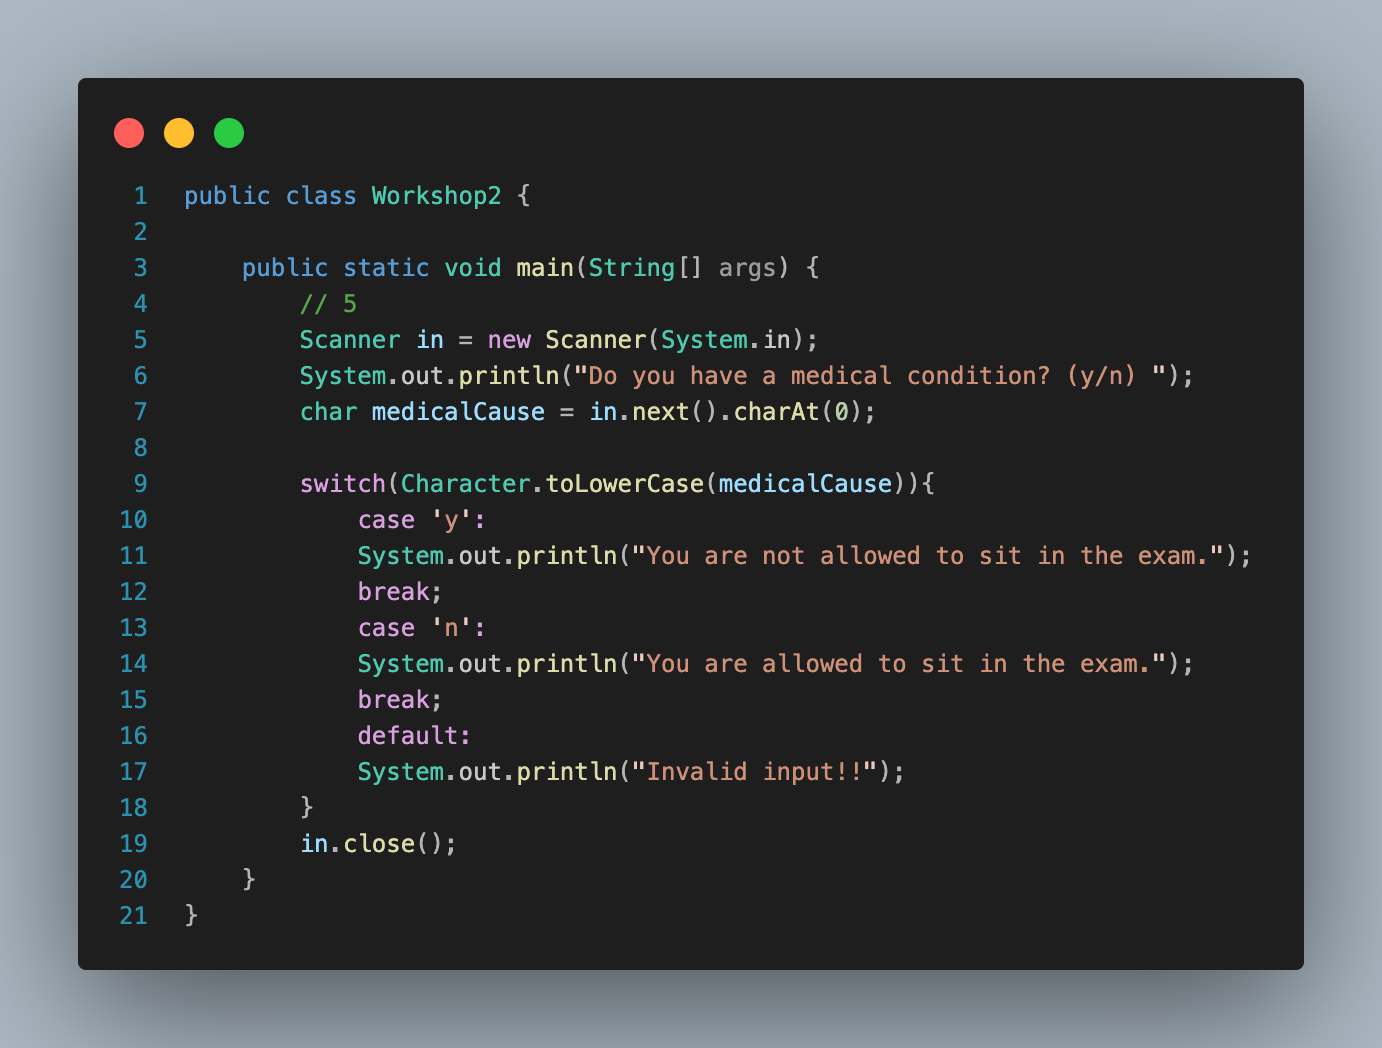 1 public class Workshop2 {
2
3     public static void main(String[] args) {
4         // 5
5         Scanner in = new Scanner(System.in);
6         System.out.println("Do you have a medical condition? (y/n) ");
7         char medicalCause = in.next().charAt(0);
8
9         switch(Character.toLowerCase(medicalCause)){
10             case 'y':
11             System.out.println("You are not allowed to sit in the exam.");
12             break;
13             case 'n':
14             System.out.println("You are allowed to sit in the exam.");
15             break;
16             default:
17             System.out.println("Invalid input!!");
18         }
19         in.close();
20     }
21 }